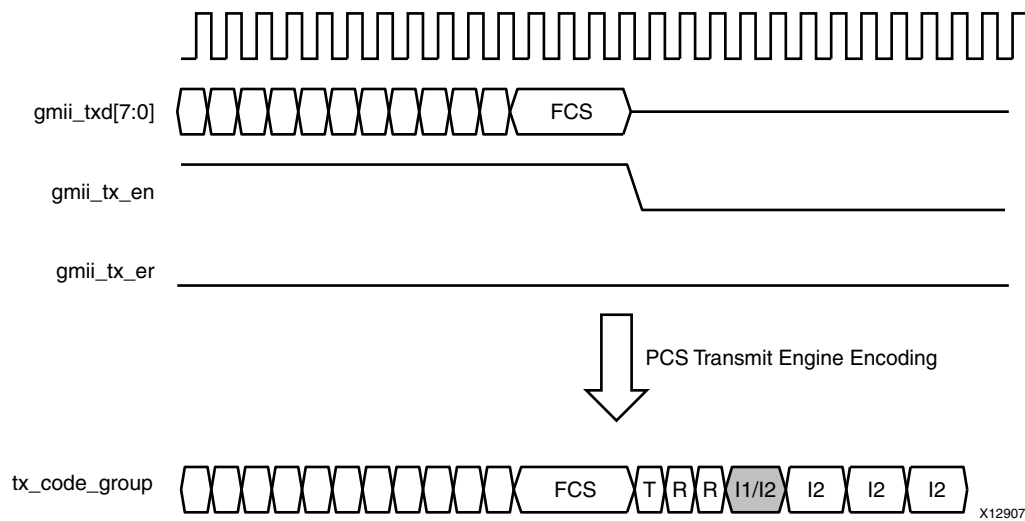 gmii_txd[7:0] FCS
gmii_tx_en
gmii_tx_er
PCS Transmit Engine Encoding
tx_code_group FCS T R R I1/I2 I2 I2 I2
X12907